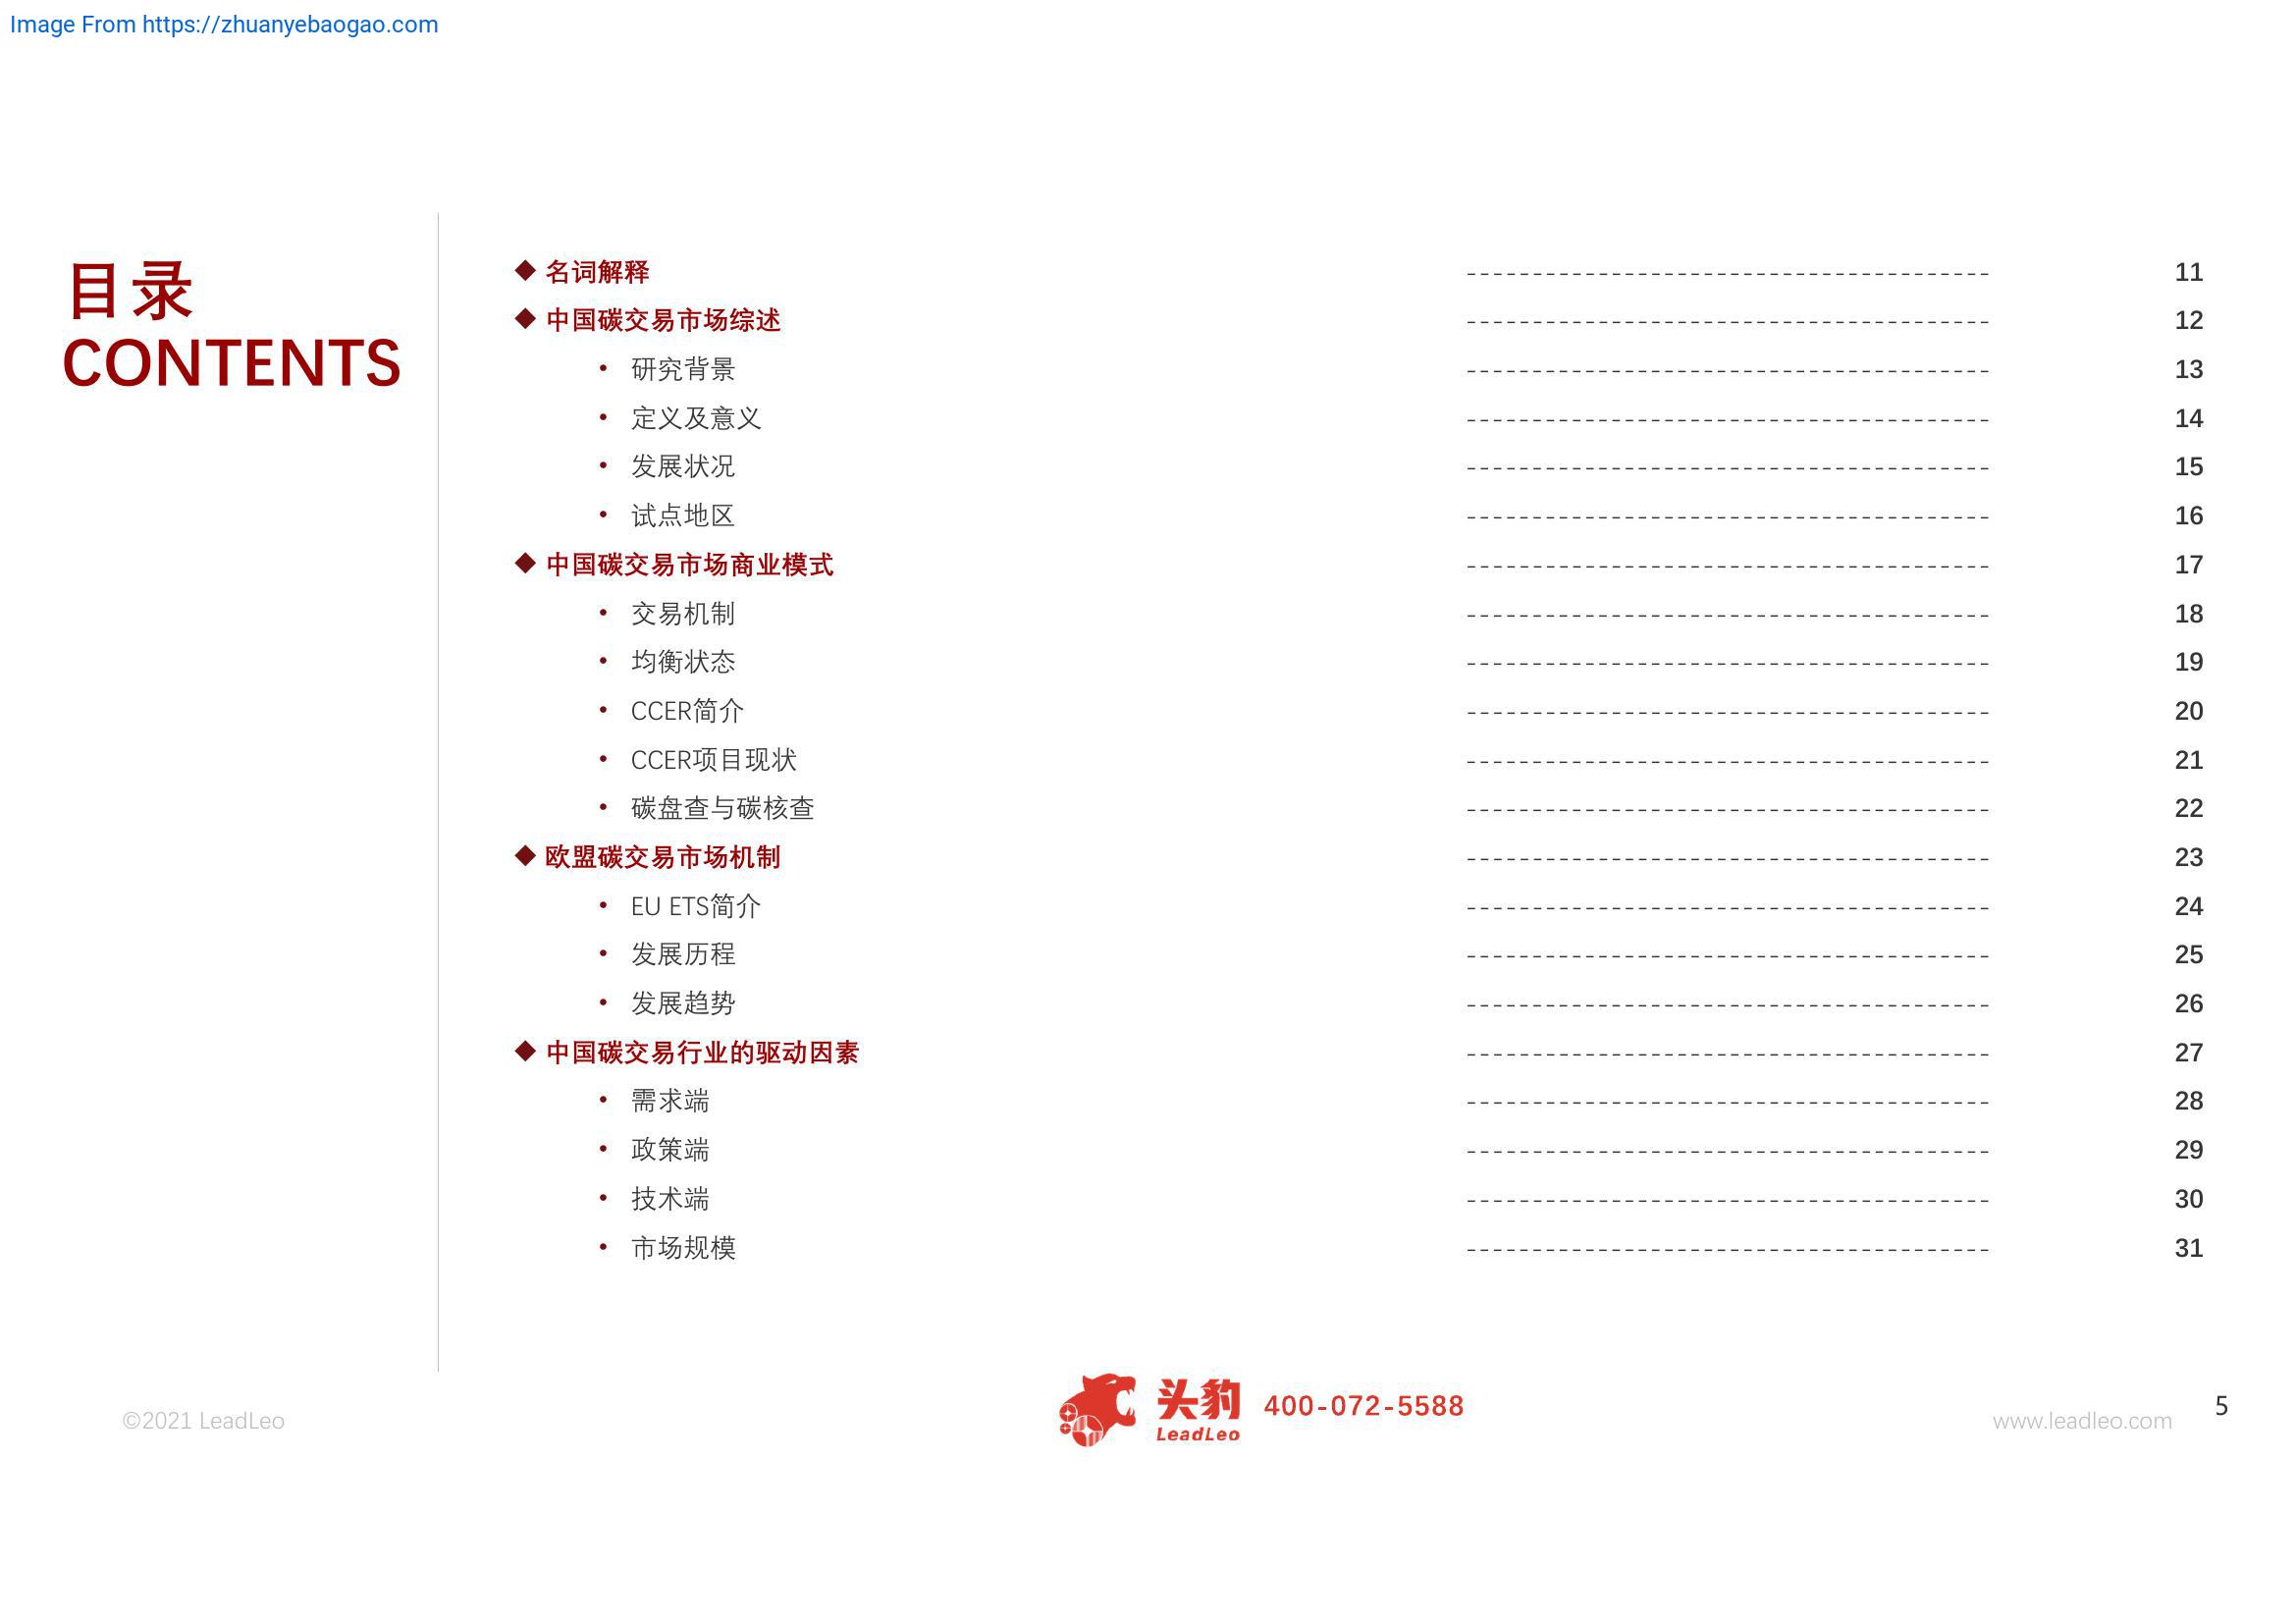 Image From https://zhuanyebaogao.com
目录
CONTENTS
名词解释 11
中国碳交易市场综述 12
研究背景 13
定义及意义 14
发展状况 15
试点地区 16
中国碳交易市场商业模式 17
交易机制 18
均衡状态 19
CCER简介 20
CCER项目现状 21
碳盘查与碳核查 22
欧盟碳交易市场机制 23
EU ETS简介 24
发展历程 25
发展趋势 26
中国碳交易行业的驱动因素 27
需求端 28
政策端 29
技术端 30
市场规模 31
©2021 LeadLeo
头豹
LeadLeo
400-072-5588
www.leadleo.com
5